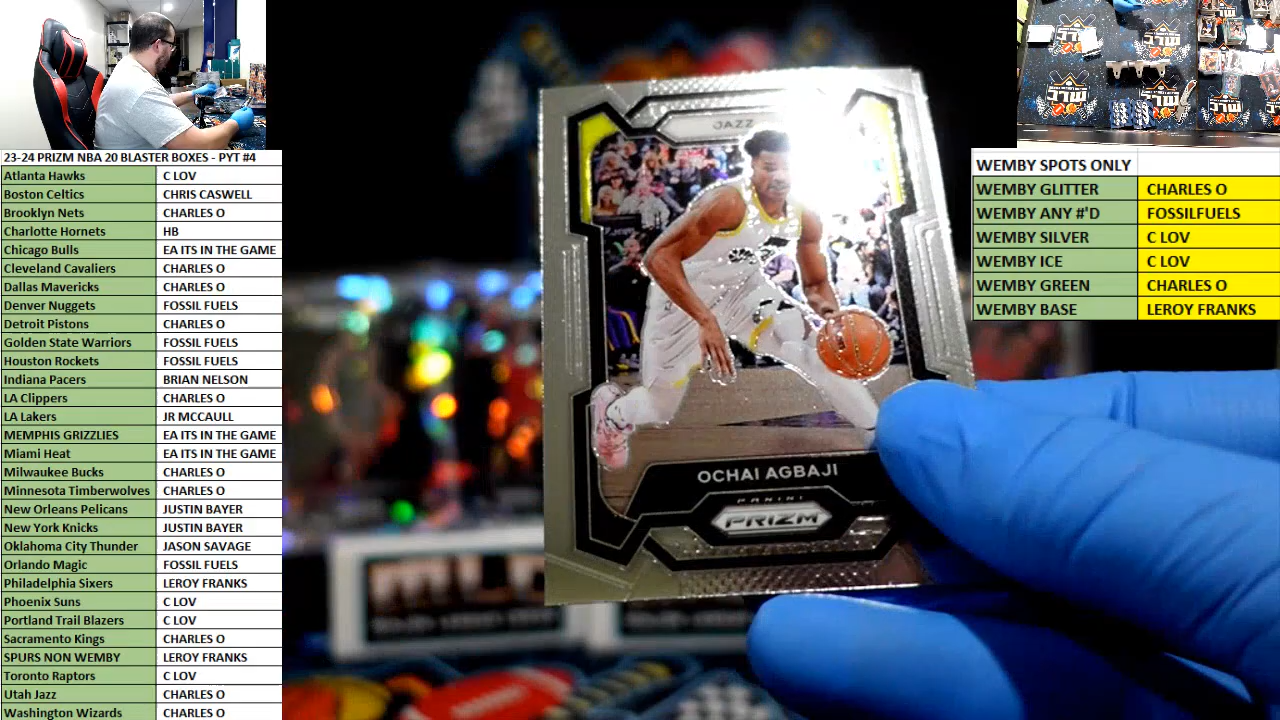 23-24 PRIZM NBA 20 BLASTER BOXES - PYT #4
Atlanta Hawks C LOV
Boston Celtics CHRIS CASWELL
Brooklyn Nets CHARLES O
Charlotte Hornets HB
Chicago Bulls EA ITS IN THE GAME
Cleveland Cavaliers CHARLES O
Dallas Mavericks CHARLES O
Denver Nuggets FOSSIL FUELS
Detroit Pistons CHARLES O
Golden State Warriors FOSSIL FUELS
Houston Rockets FOSSIL FUELS
Indiana Pacers BRIAN NELSON
LA Clippers CHARLES O
LA Lakers JR MCCAULL
MEMPHIS GRIZZLIES EA ITS IN THE GAME
Miami Heat EA ITS IN THE GAME
Milwaukee Bucks CHARLES O
Minnesota Timberwolves CHARLES O
New Orleans Pelicans JUSTIN BAYER
New York Knicks JUSTIN BAYER
Oklahoma City Thunder JASON SAVAGE
Orlando Magic FOSSIL FUELS
Philadelphia Sixers LEROY FRANKS
Phoenix Suns C LOV
Portland Trail Blazers C LOV
Sacramento Kings CHARLES O
SPURS NON WEMBY LEROY FRANKS
Toronto Raptors C LOV
Utah Jazz CHARLES O
Washington Wizards CHARLES O
JAZZ
OCHAI AGBAJI
PANINI
PRIZM
WEMBY SPOTS ONLY
WEMBY GLITTER CHARLES O
WEMBY ANY #'D FOSSILFUELS
WEMBY SILVER C LOV
WEMBY ICE C LOV
WEMBY GREEN CHARLES O
WEMBY BASE LEROY FRANKS